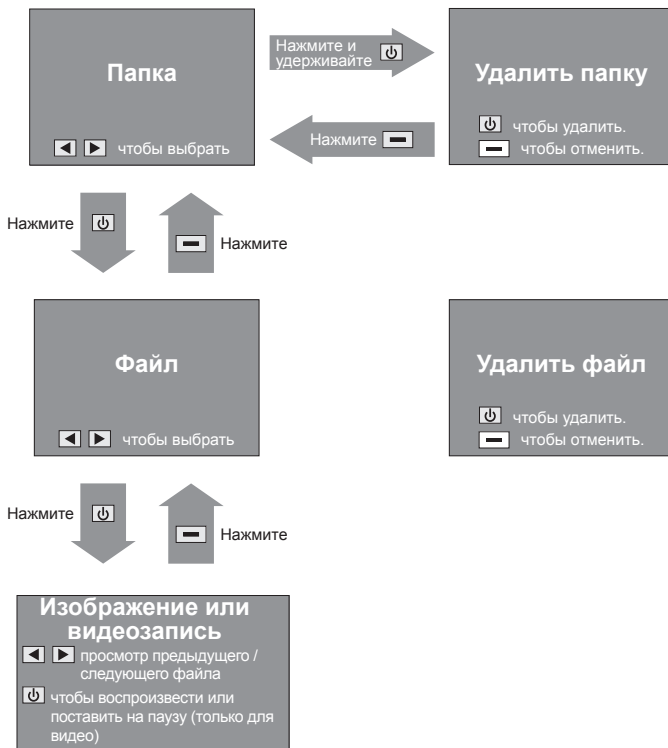 Папка
чтобы выбрать
Нажмите и
удерживайте
Нажмите
Удалить папку
чтобы удалить.
чтобы отменить.
Нажмите
Нажмите
Файл
чтобы выбрать
Удалить файл
чтобы удалить.
чтобы отменить.
Нажмите
Нажмите
Изображение или
видеозапись
просмотр предыдущего /
следующего файла
чтобы воспроизвести или
поставить на паузу (только для
видео)